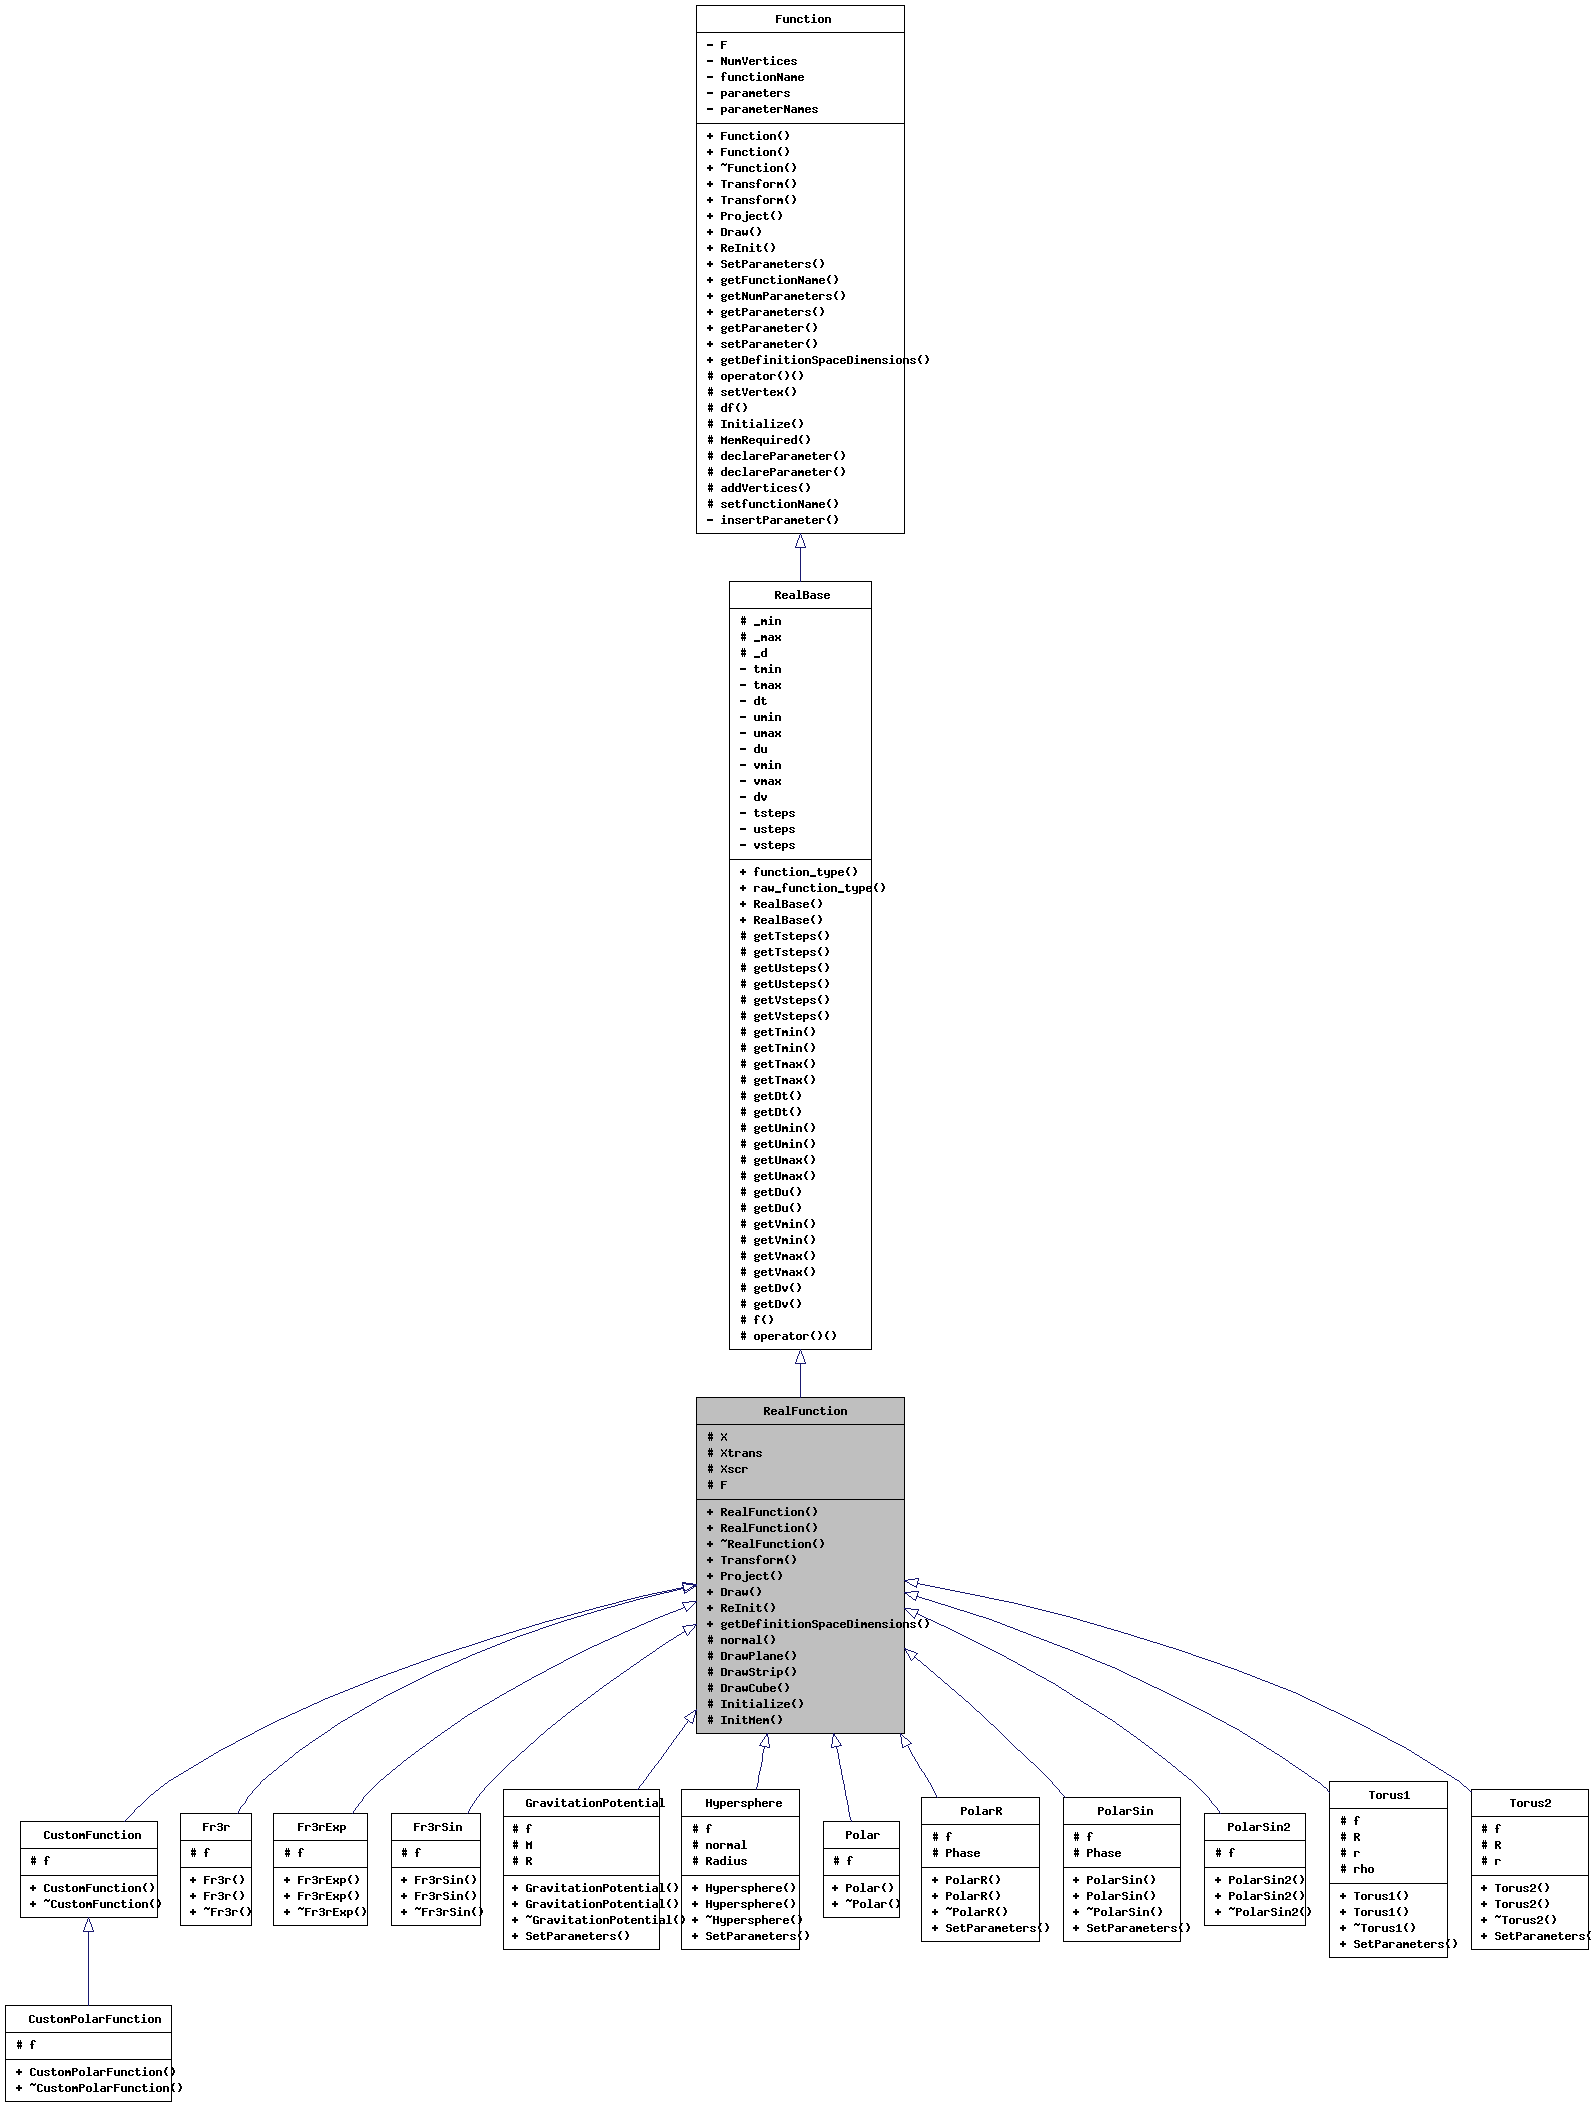 Function
- F
- NumVertices
- functionName
- parameters
- parameterNames
+ Function()
+ Function()
+ ~Function()
+ Transform()
+ Transform()
+ Project()
+ Draw()
+ ReInit()
+ SetParameters()
+ getFunctionName()
+ getNumParameters()
+ getParameters()
+ getParameter()
+ setParameter()
+ getDefinitionSpaceDimensions()
# operator()()
# setVertex()
# df()
# Initialize()
# MemRequired()
# declareParameter()
# declareParameter()
# addVertices()
# setfunctionName()
- insertParameter()
RealBase
# _min
# _max
# _d
- tmin
- tmax
- dt
- umin
- umax
- du
- vmin
- vmax
- dv
- tsteps
- usteps
- vsteps
+ function_type()
+ raw_function_type()
+ RealBase()
+ RealBase()
# getTsteps()
# getTsteps()
# getUsteps()
# getUsteps()
# getVsteps()
# getVsteps()
# getTmin()
# getTmin()
# getTmax()
# getTmax()
# getDt()
# getDt()
# getUmin()
# getUmin()
# getUmax()
# getUmax()
# getDu()
# getDu()
# getVmin()
# getVmin()
# getVmax()
# getVmax()
# getDv()
# getDv()
# f()
# operator()()
RealFunction
# X
# Xtrans
# Xscr
# F
+ RealFunction()
+ RealFunction()
+ ~RealFunction()
+ Transform()
+ Project()
+ Draw()
+ ReInit()
+ getDefinitionSpaceDimensions()
# normal()
# DrawPlane()
# DrawStrip()
# DrawCube()
# Initialize()
# InitMem()
CustomFunction
# f
+ CustomFunction()
+ ~CustomFunction()
Fr3r
# f
+ Fr3r()
+ Fr3r()
+ ~Fr3r()
Fr3rExp
# f
+ Fr3rExp()
+ Fr3rExp()
+ ~Fr3rExp()
Fr3rSin
# f
+ Fr3rSin()
+ Fr3rSin()
+ ~Fr3rSin()
GravitationPotential
# f
# M
# R
+ GravitationPotential()
+ GravitationPotential()
+ ~GravitationPotential()
+ SetParameters()
Hypersphere
# f
# normal
# Radius
+ Hypersphere()
+ Hypersphere()
+ ~Hypersphere()
+ SetParameters()
Polar
# f
+ Polar()
+ ~Polar()
PolarR
# f
# Phase
+ PolarR()
+ PolarR()
+ ~PolarR()
+ SetParameters()
PolarSin
# f
# Phase
+ PolarSin()
+ PolarSin()
+ ~PolarSin()
+ SetParameters()
PolarSin2
# f
+ PolarSin2()
+ PolarSin2()
+ ~PolarSin2()
Torus1
# f
# R
# r
# rho
+ Torus1()
+ Torus1()
+ ~Torus1()
+ SetParameters()
Torus2
# f
# R
# r
+ Torus2()
+ Torus2()
+ ~Torus2()
+ SetParameters(
CustomPolarFunction
# f
+ CustomPolarFunction()
+ ~CustomPolarFunction()